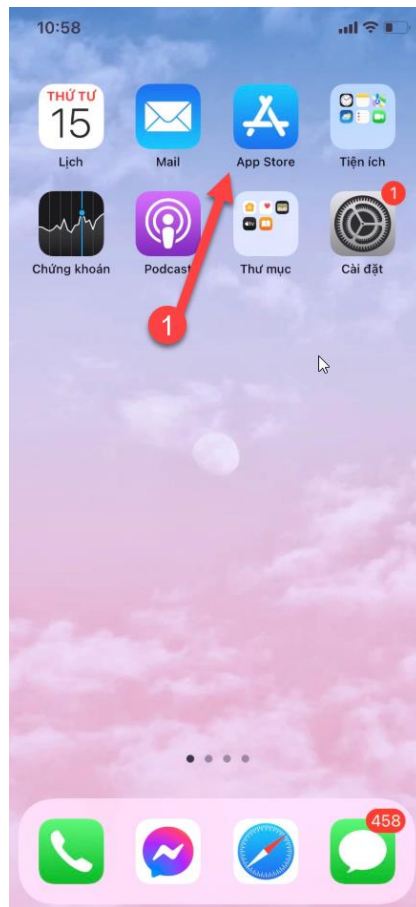 10:58
THỨ TƯ
15
Lịch
Mail
App Store
Tiện ích
1
Chứng khoán
Podcast
Thư mục
Cài đặt
1
458